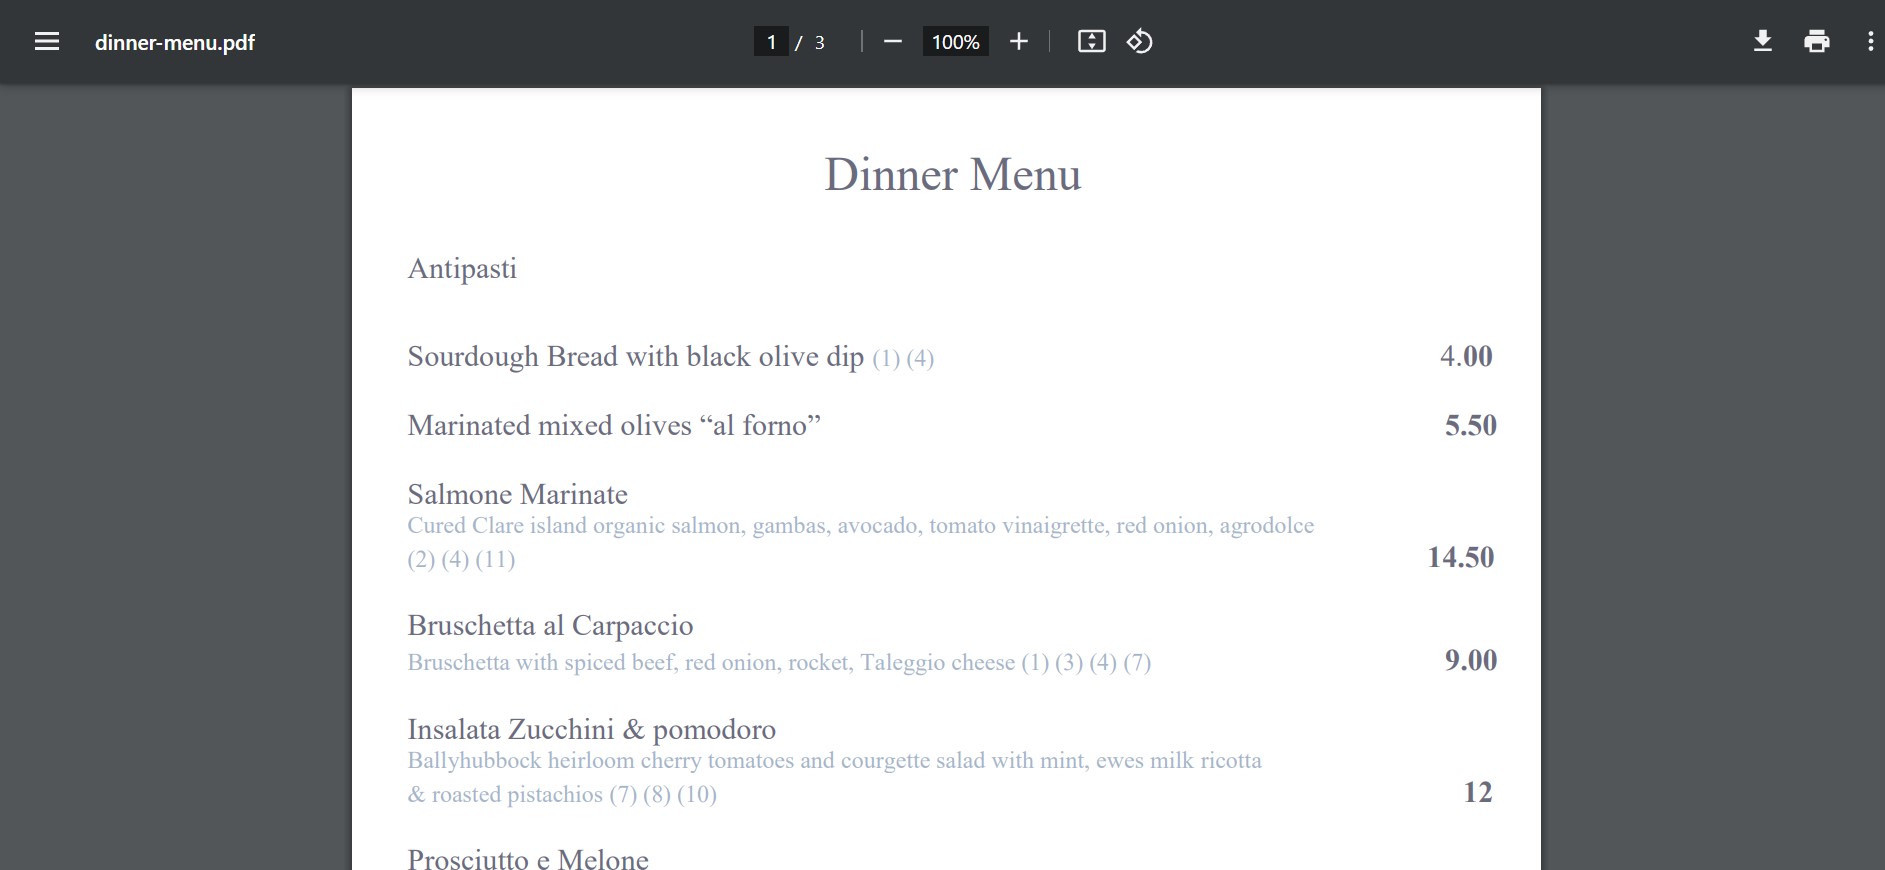 dinner-menu.pdf
1 / 3
100%
Dinner Menu
Antipasti
Sourdough Bread with black olive dip (1) (4) 4.00
Marinated mixed olives “al forno” 5.50
Salmone Marinate
Cured Clare island organic salmon, gambas, avocado, tomato vinaigrette, red onion, agrodolce
(2) (4) (11) 14.50
Bruschetta al Carpaccio
Bruschetta with spiced beef, red onion, rocket, Taleggio cheese (1) (3) (4) (7) 9.00
Insalata Zucchini & pomodoro
Ballyhubbock heirloom cherry tomatoes and courgette salad with mint, ewes milk ricotta
& roasted pistachios (7) (8) (10) 12
Prosciutto e Melone